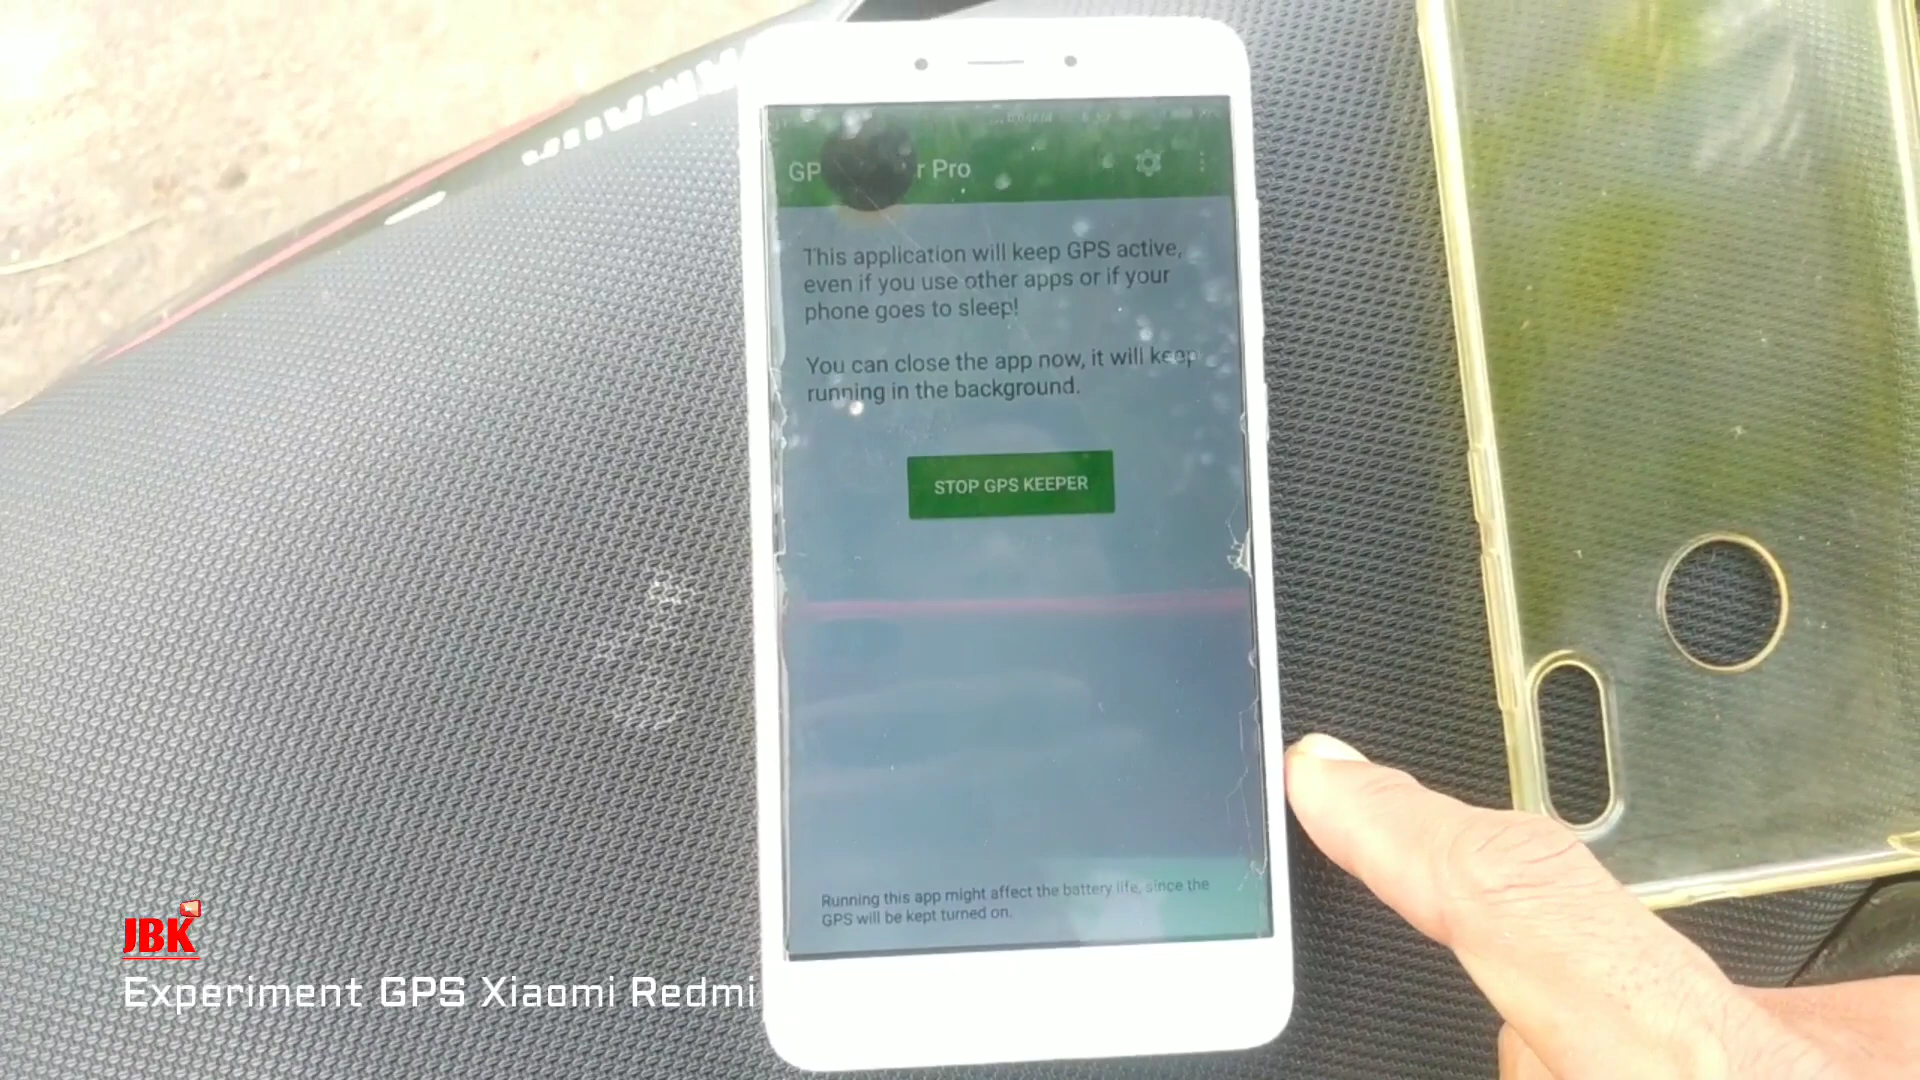 GP r Pro
This application will keep GPS active,
even if you use other apps or if your
phone goes to sleep!
You can close the app now, it will keep
running in the background.
STOP GPS KEEPER
Running this app might affect the battery life, since the
GPS will be kept turned on.
JBK
Experiment GPS Xiaomi Redmi